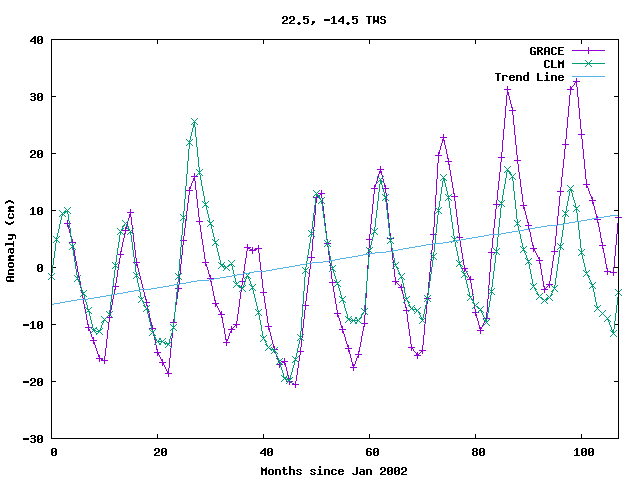 22.5, -14.5 TWS
GRACE
CLM
Trend Line
40
30
20
10
0
-10
-20
-30
Anomaly (cm)
0 20 40 60 80 100
Months since Jan 2002